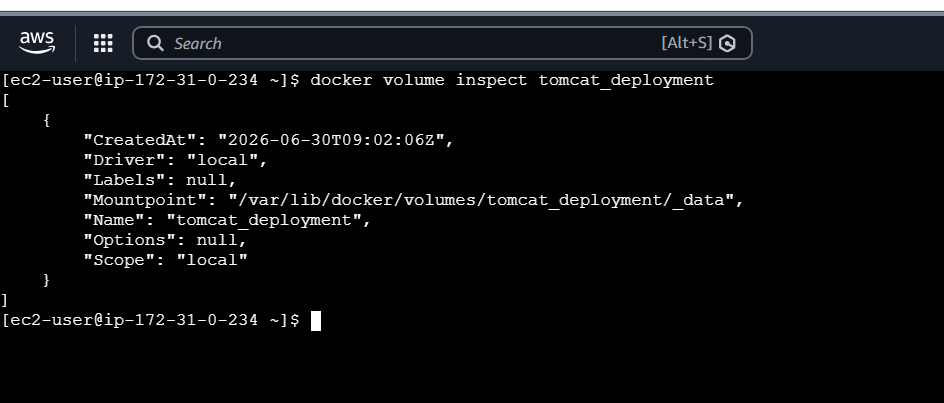 aws
Search [Alt+S]
[ec2-user@ip-172-31-0-234 ~]$ docker volume inspect tomcat_deployment
[
    {
        "CreatedAt": "2026-06-30T09:02:06Z",
        "Driver": "local",
        "Labels": null,
        "Mountpoint": "/var/lib/docker/volumes/tomcat_deployment/_data",
        "Name": "tomcat_deployment",
        "Options": null,
        "Scope": "local"
    }
]
[ec2-user@ip-172-31-0-234 ~]$